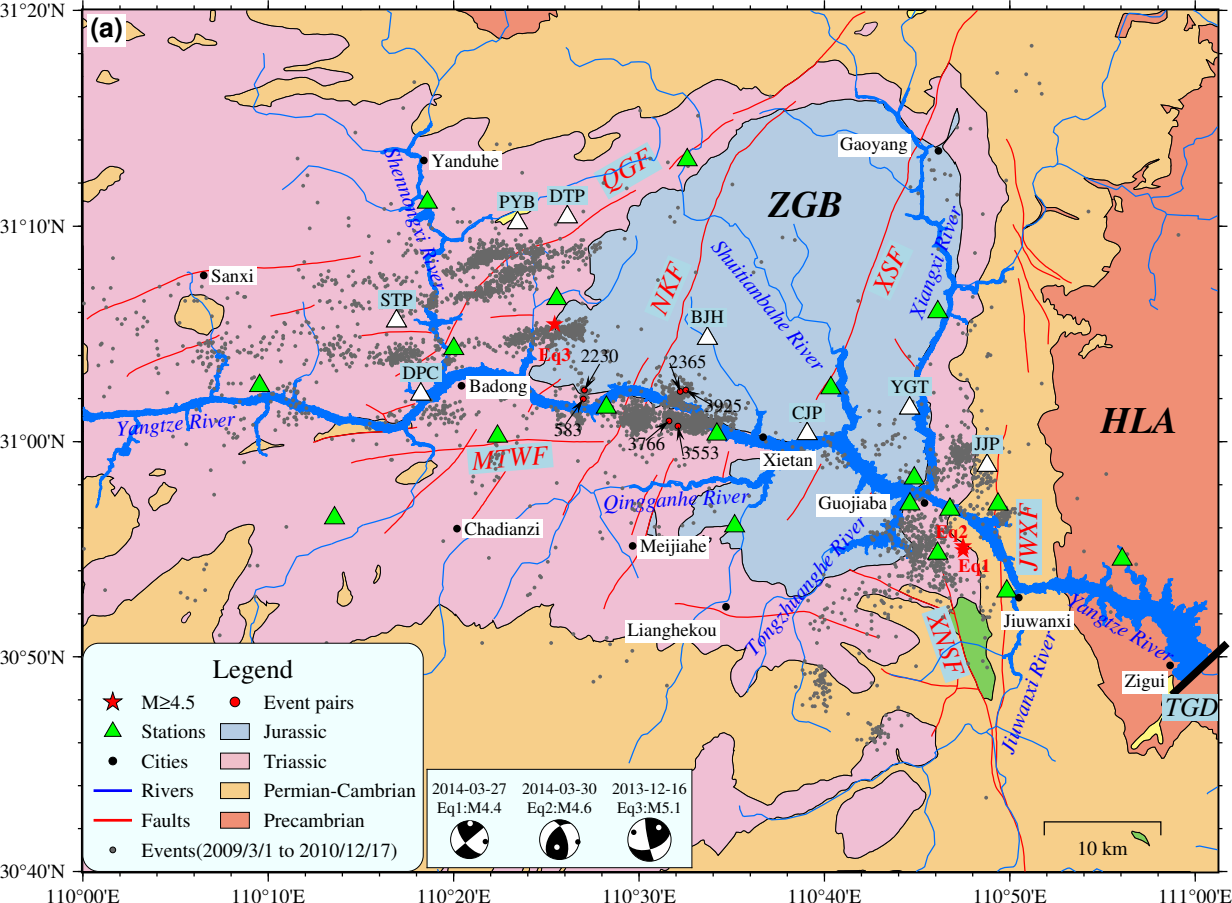 (a)
31°20'N
31°10'N
31°00'N
30°50'N
30°40'N
110°00'E
110°10'E
110°20'E
110°30'E
110°40'E
110°50'E
111°00'E
Yanduhe
Shennongxi River
PYB
DTP
QGF
Gaoyang
ZGB
Sanxi
STP
NKF
Shuitianbahe River
XSF
Xiangxi River
BJH
Eq3
2230
2365
DPC
Badong
583
3925
YGT
CJP
HLA
Yangtze River
3766
3553
MTWF
Xietan
JJP
Qingganhe River
Guojiaba
Chadianzi
Meijiahe
Eq2
Eq1
JWXF
Tongzhuanghe River
Lianghekou
XNSF
Jiuwanxi
Yangtze River
Jiuwanxi River
Zigui
TGD
Legend
M≥4.5
Event pairs
Stations
Jurassic
Cities
Triassic
Rivers
Permian-Cambrian
Faults
Precambrian
Events(2009/3/1 to 2010/12/17)
2014-03-27
Eq1:M4.4
2014-03-30
Eq2:M4.6
2013-12-16
Eq3:M5.1
10 km